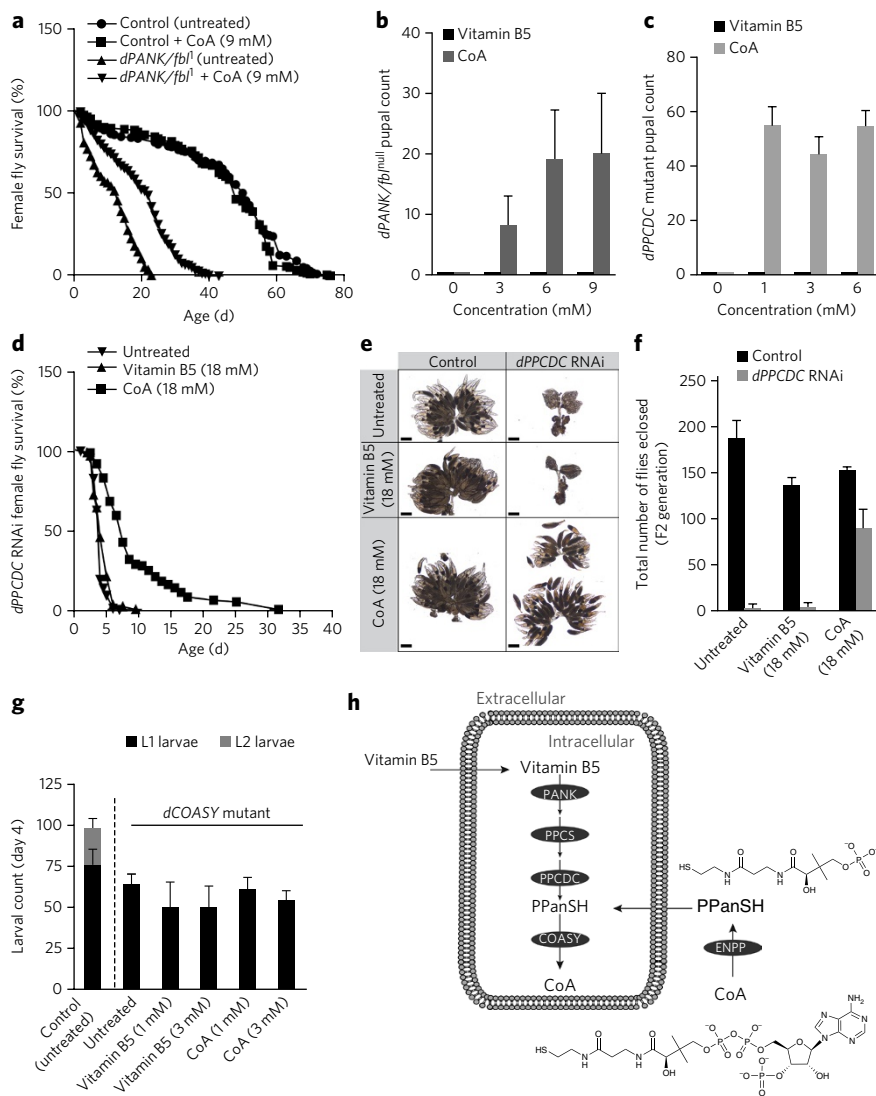 a
150
100
50
0
Female fly survival (%)
0 20 40 60 80
Age (d)
Control (untreated)
Control + CoA (9 mM)
dPANK/fbl¹ (untreated)
dPANK/fbl¹ + CoA (9 mM)
b
Vitamin B5
CoA
40
30
20
10
0
dPANK/fblⁿᵘˡˡ pupal count
0 3 6 9
Concentration (mM)
c
Vitamin B5
CoA
80
60
40
20
0
dPPCDC mutant pupal count
0 1 3 6
Concentration (mM)
d
Untreated
Vitamin B5 (18 mM)
CoA (18 mM)
150
100
50
0
dPPCDC RNAi female fly survival (%)
0 5 10 15 20 25 30 35 40
Age (d)
e
Control dPPCDC RNAi
Untreated
Vitamin B5
(18 mM)
CoA (18 mM)
f
Control
dPPCDC RNAi
250
200
150
100
50
0
Total number of flies eclosed
(F2 generation)
Untreated
Vitamin B5
(18 mM)
CoA
(18 mM)
g
L1 larvae L2 larvae
125
100
75
50
25
0
Larval count (day 4)
dCOASY mutant
Control
(untreated)
Untreated
Vitamin B5 (1 mM)
Vitamin B5 (3 mM)
CoA (1 mM)
CoA (3 mM)
h
Extracellular
Intracellular
Vitamin B5
Vitamin B5
PANK
PPCS
PPCDC
PPanSH
COASY
CoA
PPanSH
ENPP
CoA
HS N H O N H O OH O P O⁻ O⁻ O
HS N H O N H O OH O P O⁻ O O P O⁻ O O O N N N N NH₂ OH O P ⁻O O⁻ O